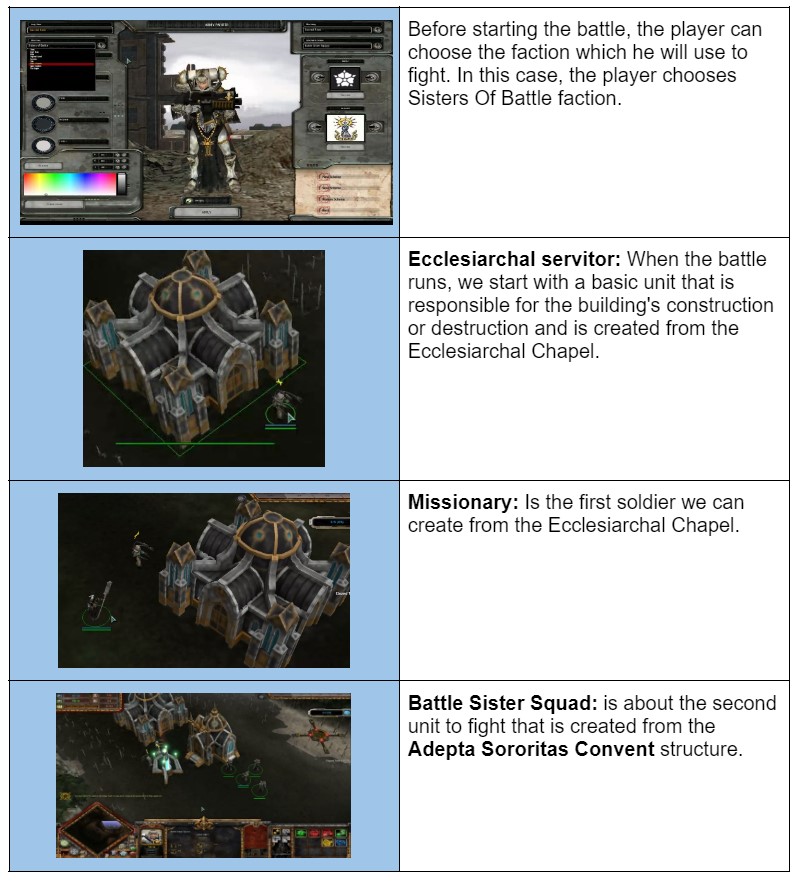 Before starting the battle, the player can
choose the faction which he will use to
fight. In this case, the player chooses
Sisters Of Battle faction.
Ecclesiarchal servitor: When the battle
runs, we start with a basic unit that is
responsible for the building's construction
or destruction and is created from the
Ecclesiarchal Chapel.
Missionary: Is the first soldier we can
create from the Ecclesiarchal Chapel.
Battle Sister Squad: is about the second
unit to fight that is created from the
Adepta Sororitas Convent structure.